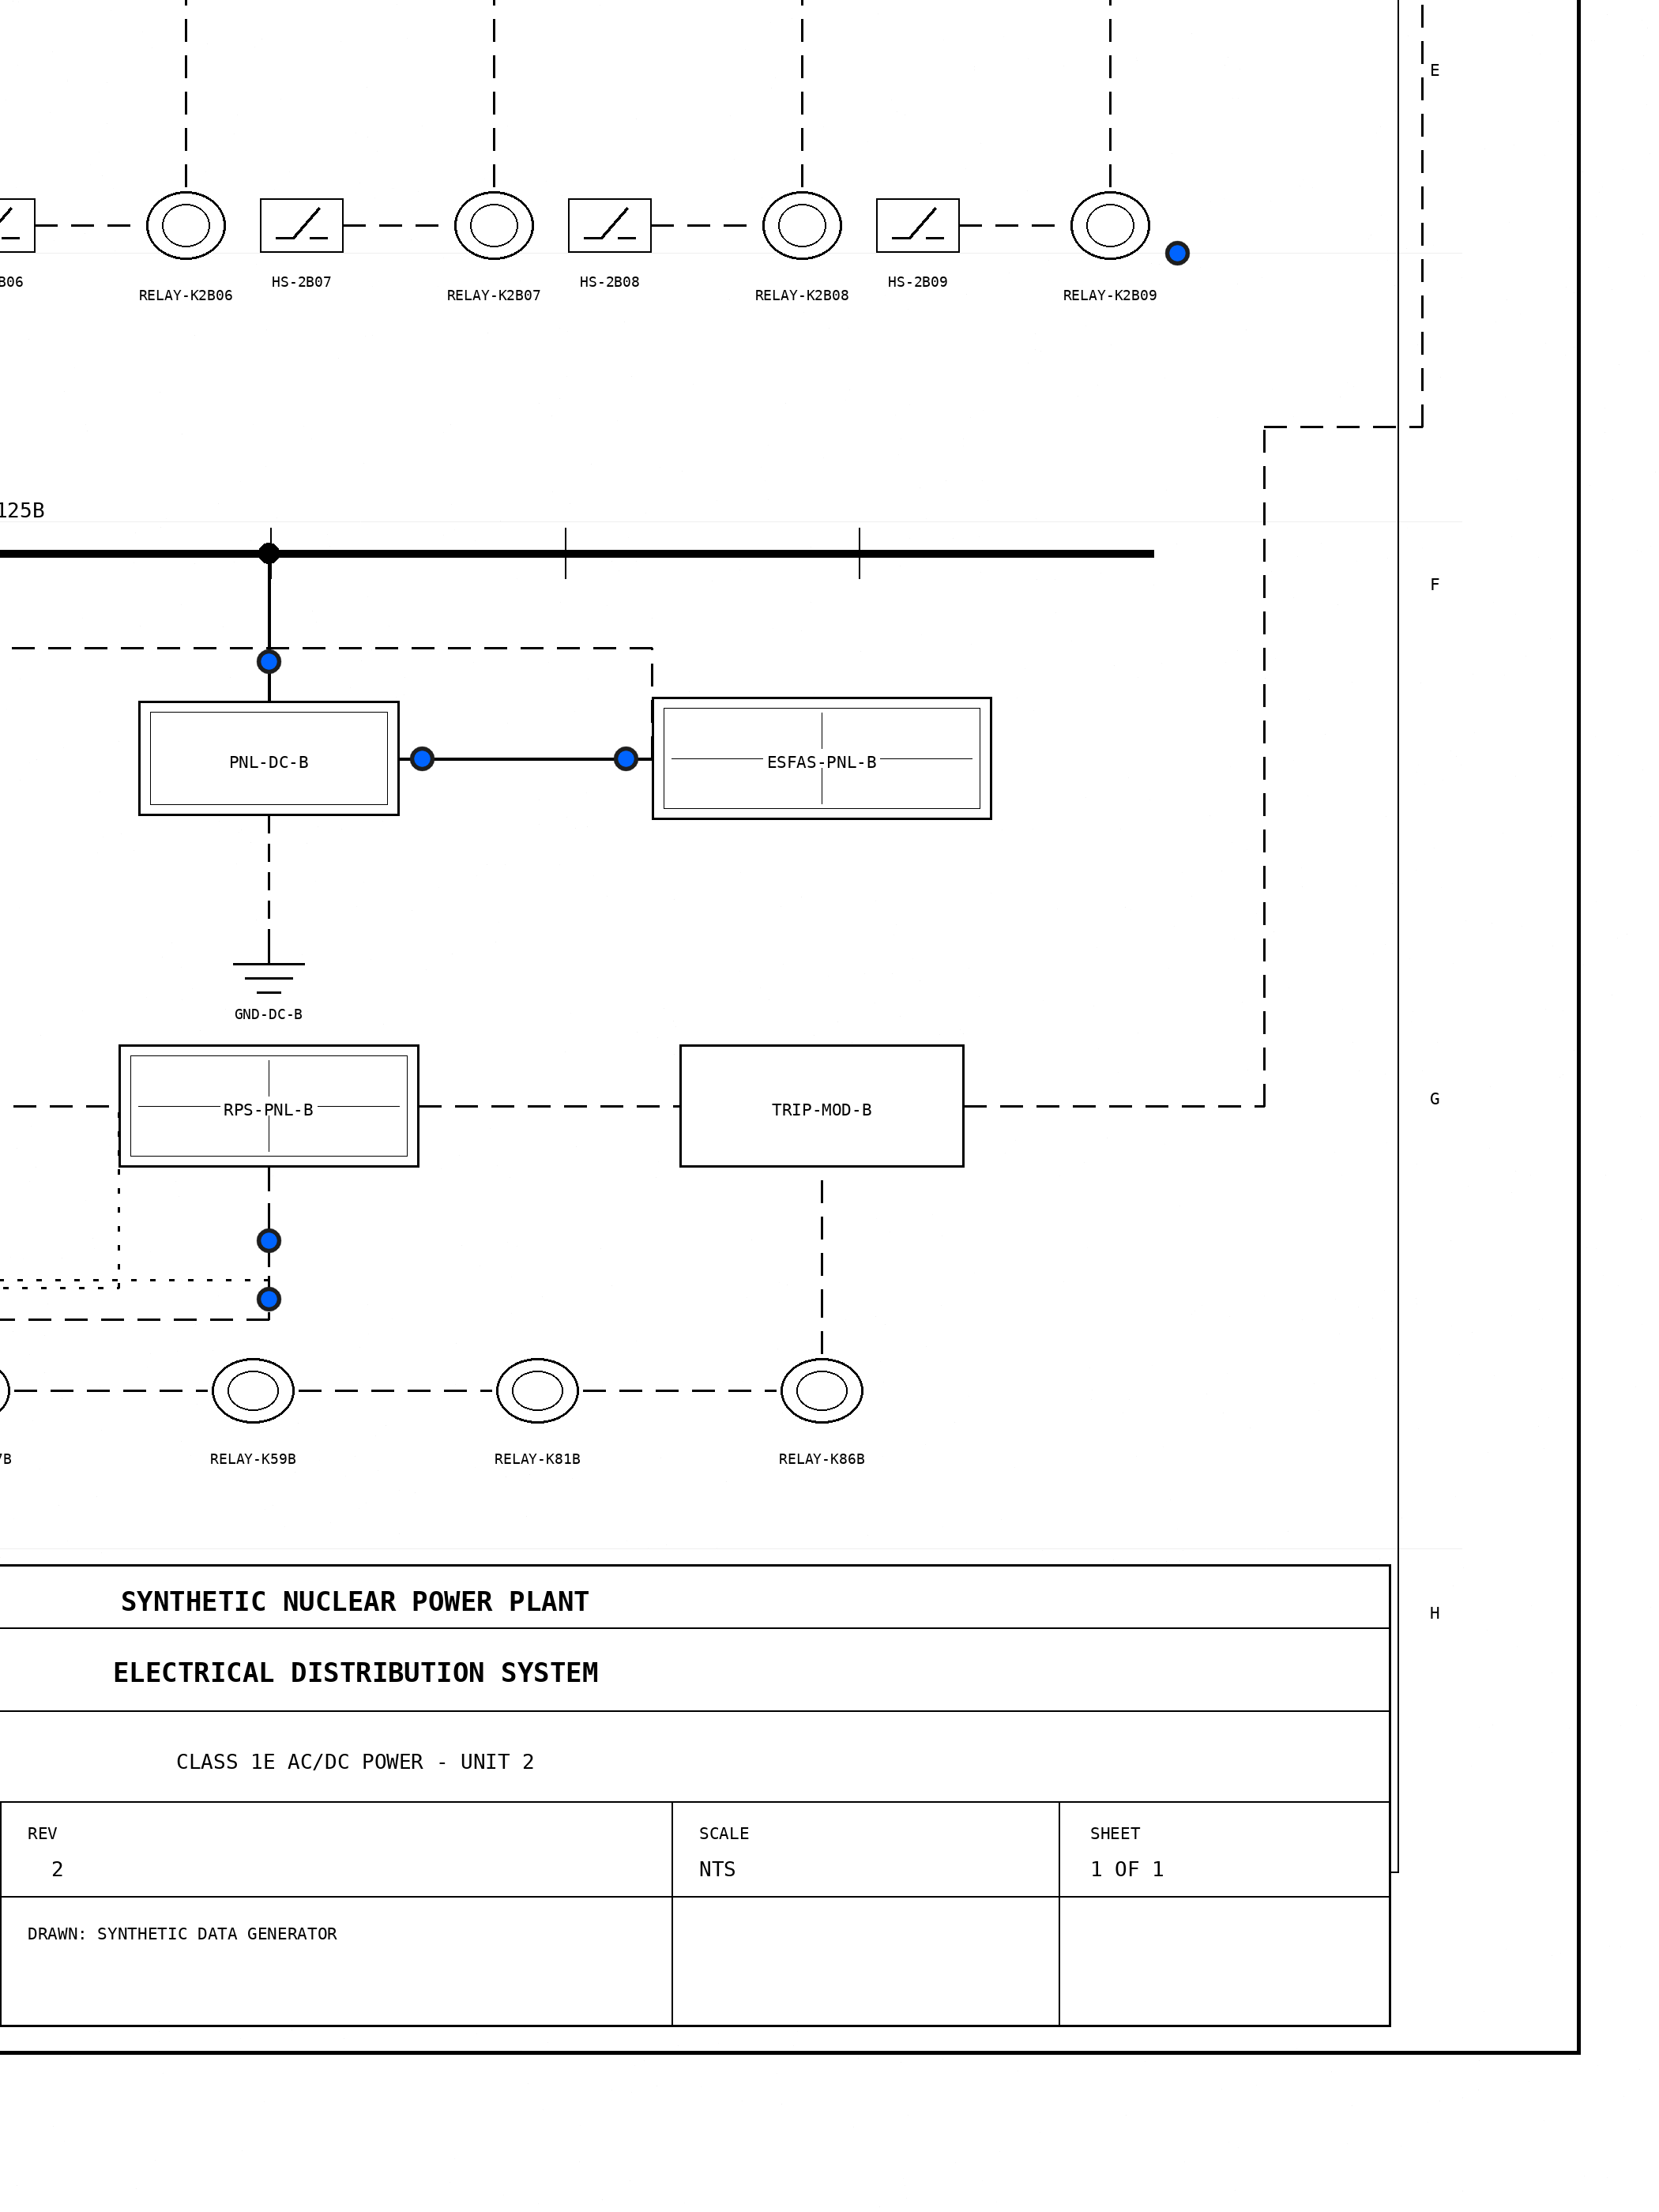 E
B06
RELAY-K2B06
HS-2B07
RELAY-K2B07
HS-2B08
RELAY-K2B08
HS-2B09
RELAY-K2B09
125B
F
PNL-DC-B
ESFAS-PNL-B
GND-DC-B
RPS-PNL-B
TRIP-MOD-B
G
7B
RELAY-K59B
RELAY-K81B
RELAY-K86B
SYNTHETIC NUCLEAR POWER PLANT
H
ELECTRICAL DISTRIBUTION SYSTEM
CLASS 1E AC/DC POWER - UNIT 2
REV
2
SCALE
NTS
SHEET
1 OF 1
DRAWN: SYNTHETIC DATA GENERATOR